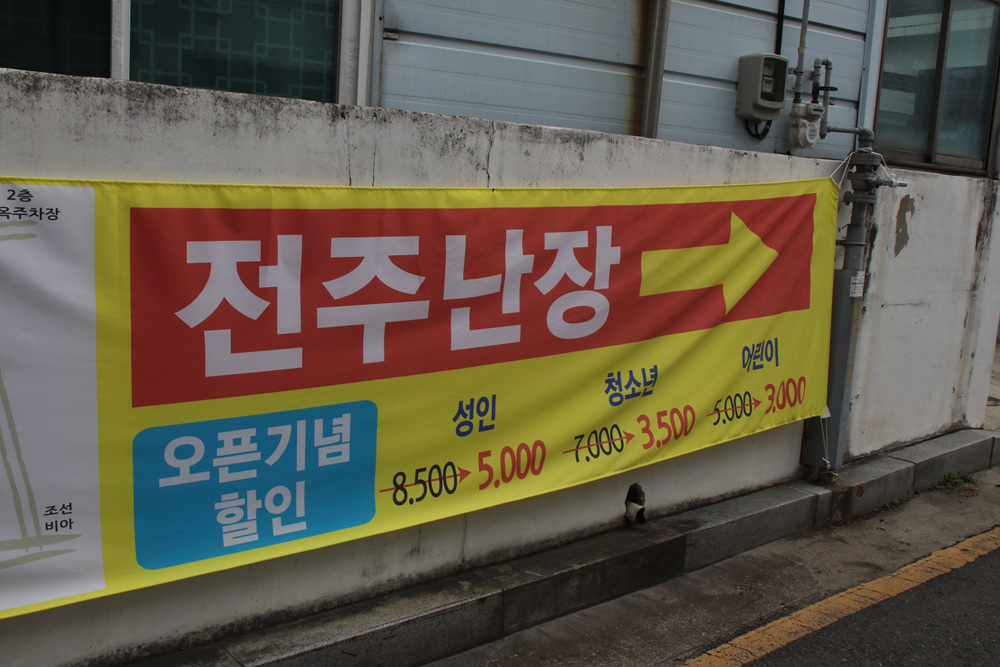 2층
옥주차장
조선
비아
전주난장
오픈기념
할인
성인
8.500 5.000
청소년
7.000 3.500
어린이
5.000 3.000